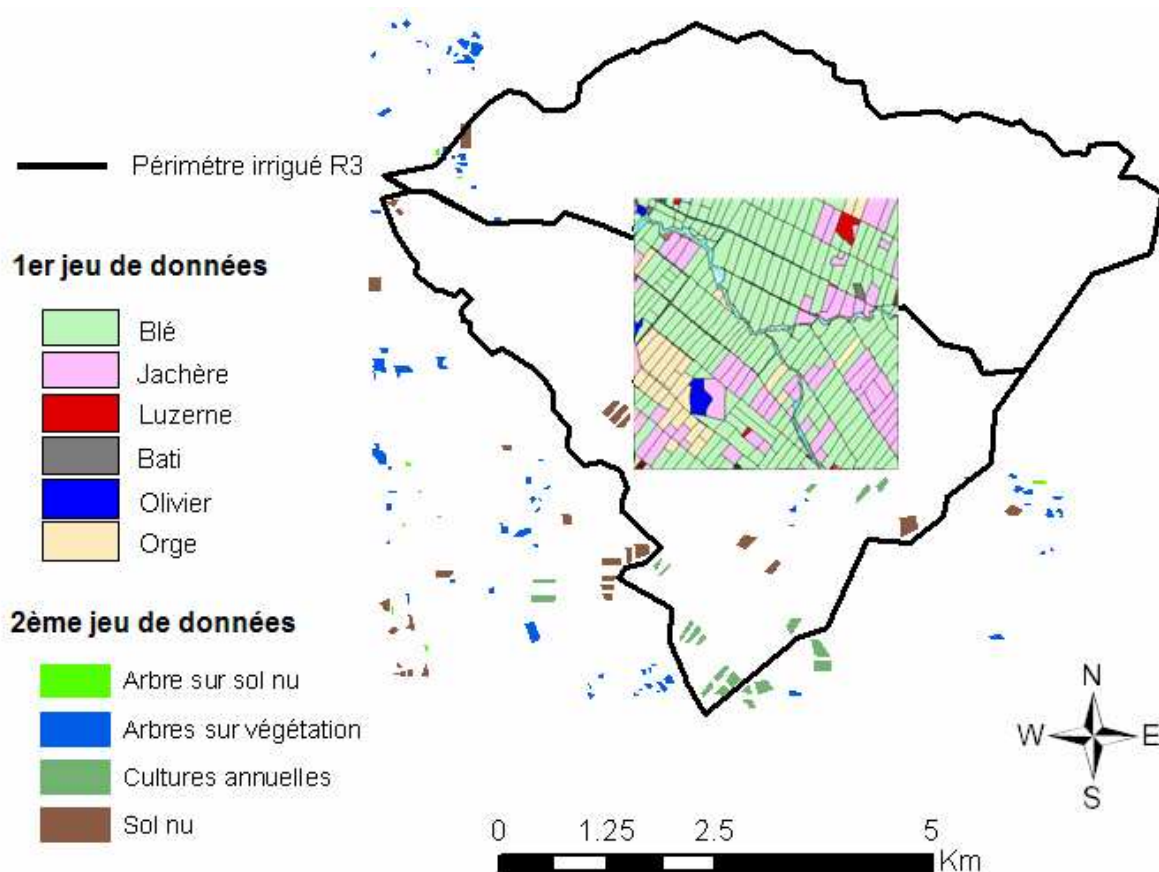 Périmétre irrigué R3
1er jeu de données
Blé
Jachère
Luzerne
Bati
Olivier
Orge
2ème jeu de données
Arbre sur sol nu
Arbres sur végétation
Cultures annuelles
Sol nu
N
W E
S
0 1.25 2.5 5
Km